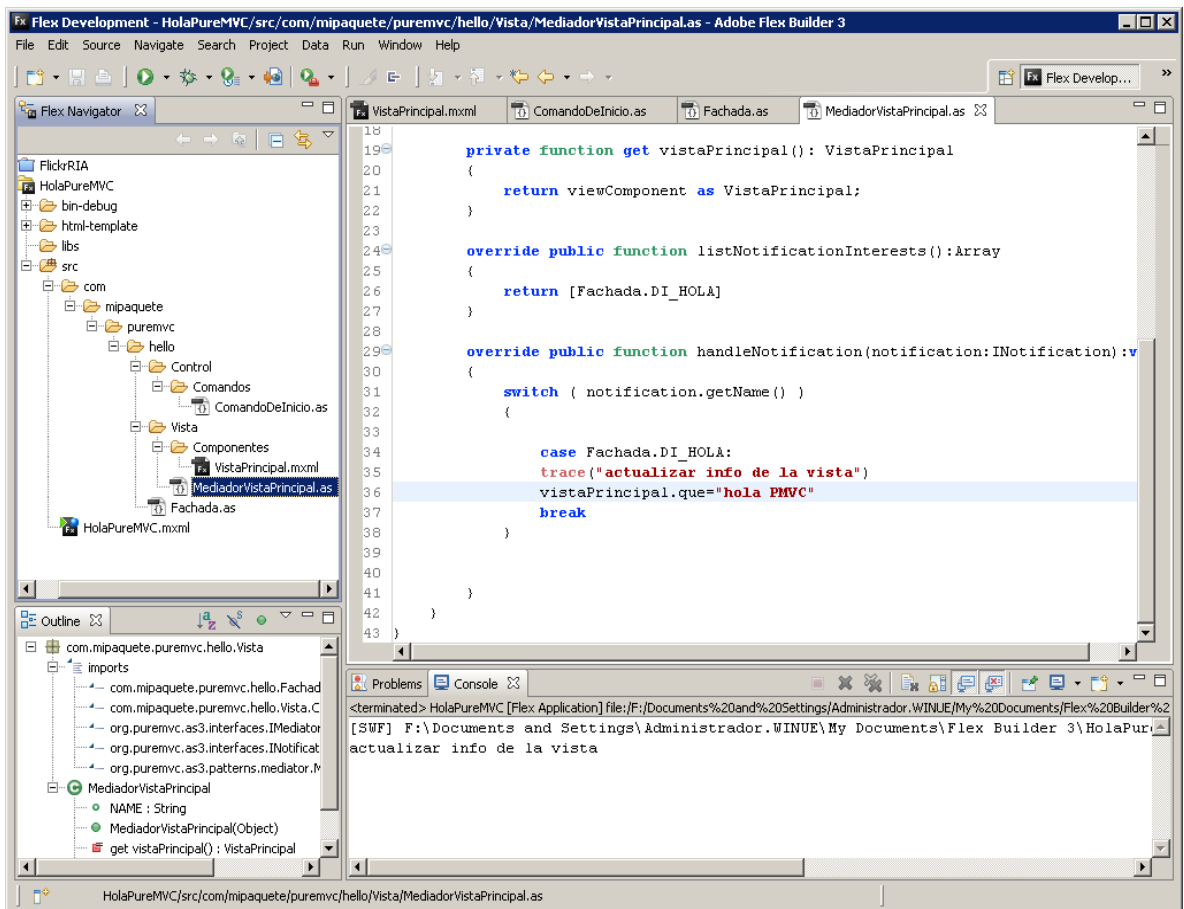 Flex Development - HolaPureMVC/src/com/mipaquete/puremvc/hello/Vista/MediadorVistaPrincipal.as - Adobe Flex Builder 3
File Edit Source Navigate Search Project Data Run Window Help
Flex Develop...
Flex Navigator
FlickrRIA
HolaPureMVC
bin-debug
html-template
libs
src
com
mipaquete
puremvc
hello
Control
Comandos
ComandoDeInicio.as
Vista
Componentes
VistaPrincipal.mxml
MediadorVistaPrincipal.as
Fachada.as
HolaPureMVC.mxml
VistaPrincipal.mxml ComandoDeInicio.as Fachada.as MediadorVistaPrincipal.as
18
19 private function get vistaPrincipal(): VistaPrincipal
20 {
21 return viewComponent as VistaPrincipal;
22 }
23
24 override public function listNotificationInterests():Array
25 {
26 return [Fachada.DI_HOLA]
27 }
28
29 override public function handleNotification(notification:INotification):v
30 {
31 switch ( notification.getName() )
32 {
33
34 case Fachada.DI_HOLA:
35 trace("actualizar info de la vista")
36 vistaPrincipal.que="hola PMVC"
37 break
38 }
39
40
41 }
42 }
43 }
Outline
com.mipaquete.puremvc.hello.Vista
imports
com.mipaquete.puremvc.hello.Fachad
com.mipaquete.puremvc.hello.Vista.C
org.puremvc.as3.interfaces.IMediator
org.puremvc.as3.interfaces.INotificat
org.puremvc.as3.patterns.mediator.M
MediadorVistaPrincipal
NAME : String
MediadorVistaPrincipal(Object)
get vistaPrincipal() : VistaPrincipal
Problems Console
<terminated> HolaPureMVC [Flex Application] file:/F:/Documents%20and%20Settings/Administrador.WINUE/My%20Documents/Flex%20Builder%2
[SWF] F:\Documents and Settings\Administrador.WINUE\My Documents\Flex Builder 3\HolaPure
actualizar info de la vista
HolaPureMVC/src/com/mipaquete/puremvc/hello/Vista/MediadorVistaPrincipal.as